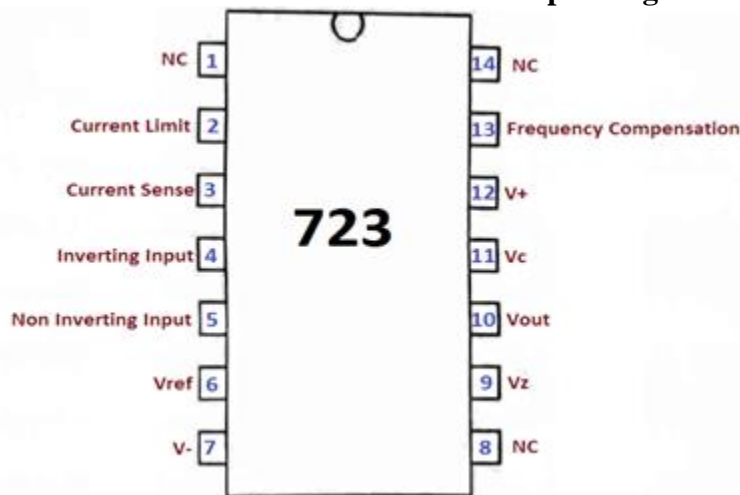 NC 1 14 NC
Current Limit 2 13 Frequency Compensation
Current Sense 3 12 V+
723
Inverting Input 4 11 Vc
Non Inverting Input 5 10 Vout
Vref 6 9 Vz
V- 7 8 NC